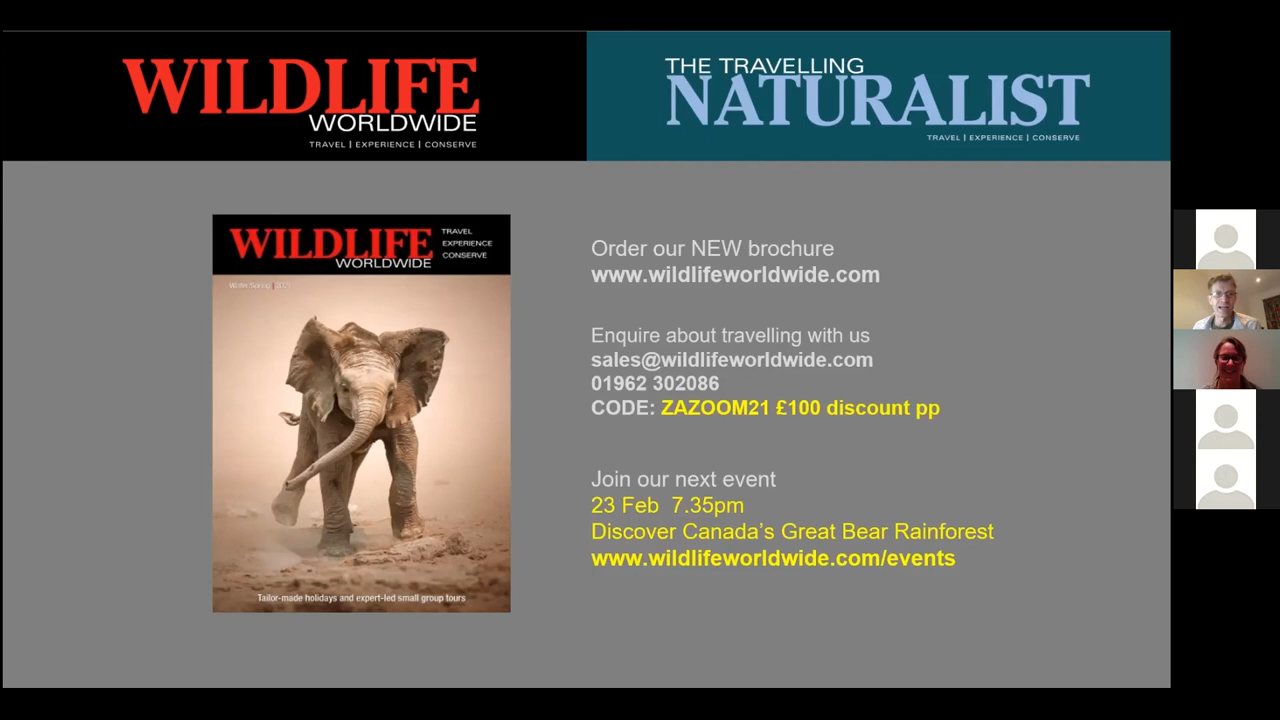 WILDLIFE
WORLDWIDE
TRAVEL | EXPERIENCE | CONSERVE
THE TRAVELLING
NATURALIST
TRAVEL | EXPERIENCE | CONSERVE
WILDLIFE
WORLDWIDE
TRAVEL
EXPERIENCE
CONSERVE
Tailor-made holidays and expert-led small group tours
Order our NEW brochure
www.wildlifeworldwide.com
Enquire about travelling with us
sales@wildlifeworldwide.com
01962 302086
CODE: ZAZOOM21 £100 discount pp
Join our next event
23 Feb 7.35pm
Discover Canada's Great Bear Rainforest
www.wildlifeworldwide.com/events